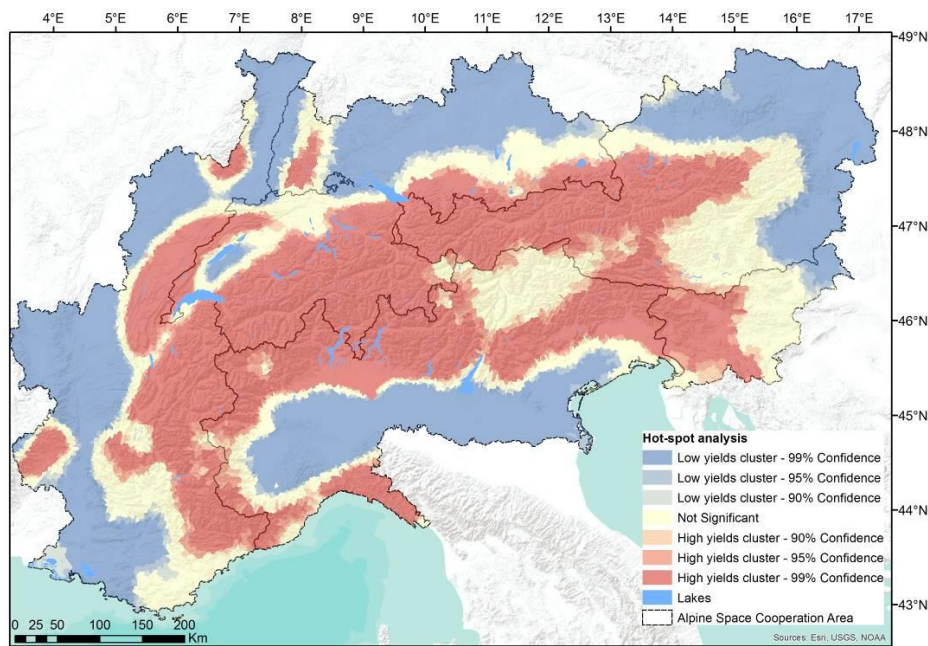 4°E 5°E 6°E 7°E 8°E 9°E 10°E 11°E 12°E 13°E 14°E 15°E 16°E 17°E
49°N
48°N
47°N
46°N
45°N
44°N
43°N
Hot-spot analysis
Low yields cluster - 99% Confidence
Low yields cluster - 95% Confidence
Low yields cluster - 90% Confidence
Not Significant
High yields cluster - 90% Confidence
High yields cluster - 95% Confidence
High yields cluster - 99% Confidence
Lakes
Alpine Space Cooperation Area
0 25 50 100 150 200
Km
Sources: Esri, USGS, NOAA